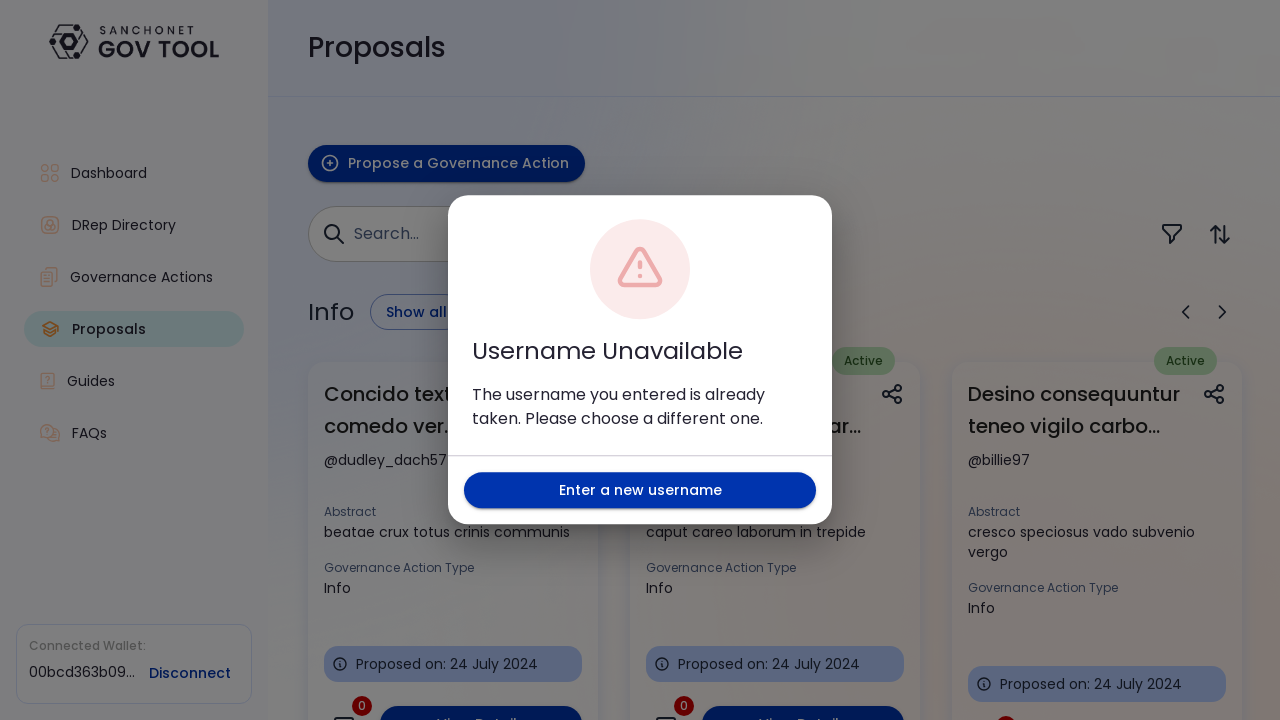 SANCHONET
GOV TOOL
Dashboard
DRep Directory
Governance Actions
Proposals
Guides
FAQs
Connected Wallet:
00bcd363b09...
Disconnect
Proposals
Propose a Governance Action
Search...
Info
Show all
Concido text
comedo ver.
@dudley_dach57
Abstract
beatae crux totus crinis communis
Governance Action Type
Info
Proposed on: 24 July 2024
0
Active
ar...
caput careo laborum in trepide
Governance Action Type
Info
Proposed on: 24 July 2024
0
Active
Desino consequuntur
teneo vigilo carbo...
@billie97
Abstract
cresco speciosus vado subvenio
vergo
Governance Action Type
Info
Proposed on: 24 July 2024
Username Unavailable
The username you entered is already
taken. Please choose a different one.
Enter a new username